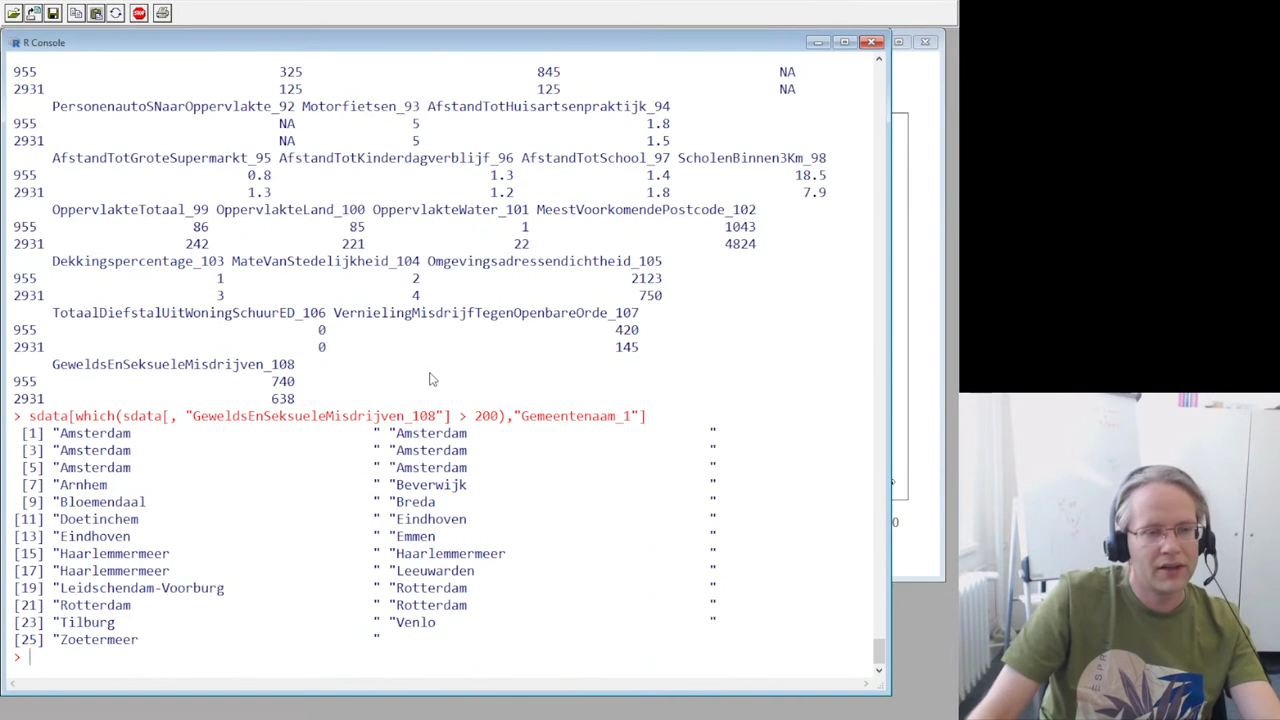 R Console
955 325 845 NA
2931 125 125 NA
PersonenautoSNaarOppervlakte_92 Motorfietsen_93 AfstandTotHuisartsenpraktijk_94
955 NA 5 1.8
2931 NA 5 1.5
AfstandTotGroteSupermarkt_95 AfstandTotKinderdagverblijf_96 AfstandTotSchool_97 ScholenBinnen3Km_98
955 0.8 1.3 1.4 18.5
2931 1.3 1.2 1.8 7.9
OppervlakteTotaal_99 OppervlakteLand_100 OppervlakteWater_101 MeestVoorkomendePostcode_102
955 86 85 1 1043
2931 242 221 22 4824
Dekkingspercentage_103 MateVanStedelijkheid_104 Omgevingsadressendichtheid_105
955 1 2 2123
2931 3 4 750
TotaalDiefstalUitWoningSchuurED_106 VernielingMisdrijfTegenOpenbareOrde_107
955 0 420
2931 0 145
GeweldsEnSeksueleMisdrijven_108
955 740
2931 638
> sdata[which(sdata[, "GeweldsEnSeksueleMisdrijven_108"] > 200),"Gemeentenaam_1"]
[1] "Amsterdam " "Amsterdam "
[3] "Amsterdam " "Amsterdam "
[5] "Amsterdam " "Amsterdam "
[7] "Arnhem " "Beverwijk "
[9] "Bloemendaal " "Breda "
[11] "Doetinchem " "Eindhoven "
[13] "Eindhoven " "Emmen "
[15] "Haarlemmermeer " "Haarlemmermeer "
[17] "Haarlemmermeer " "Leeuwarden "
[19] "Leidschendam-Voorburg " "Rotterdam "
[21] "Rotterdam " "Rotterdam "
[23] "Tilburg " "Venlo "
[25] "Zoetermeer "
>
STOP
ESPR